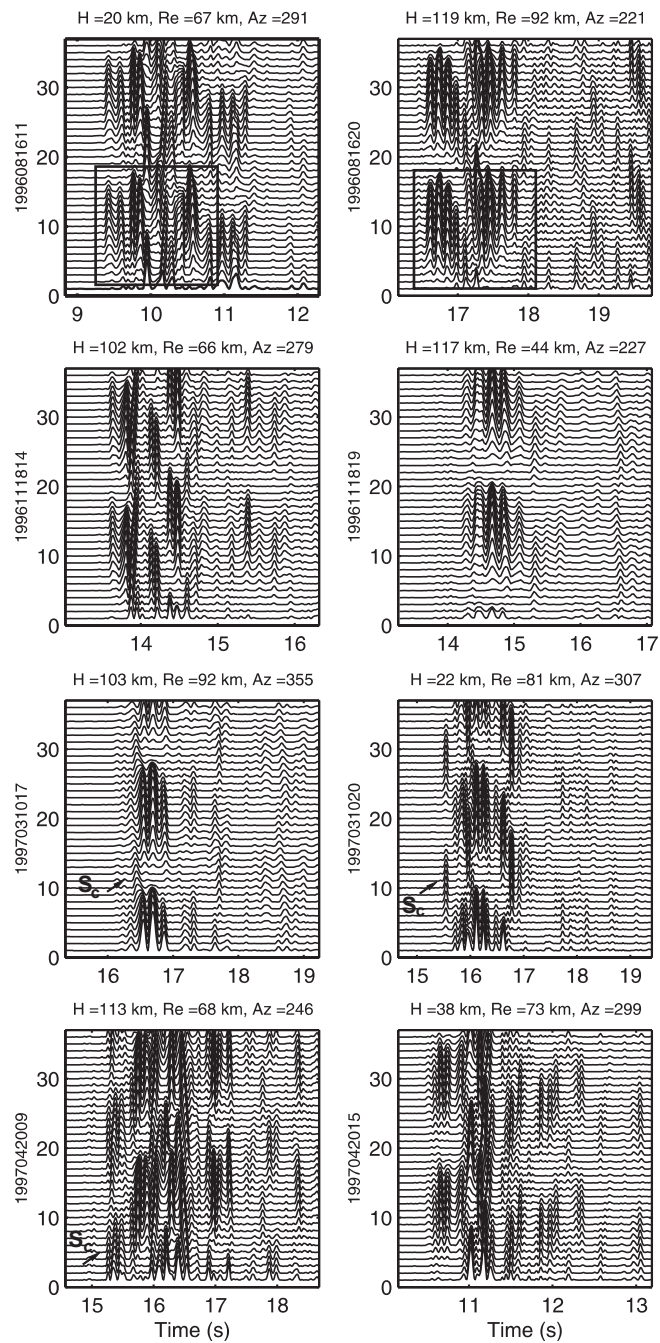 H =20 km, Re =67 km, Az =291
H =119 km, Re =92 km, Az =221
1996081611
30
20
10
0
9 10 11 12
1996081620
30
20
10
0
17 18 19
H =102 km, Re =66 km, Az =279
H =117 km, Re =44 km, Az =227
1996111814
30
20
10
0
14 15 16
1996111819
30
20
10
0
14 15 16 17
H =103 km, Re =92 km, Az =355
H =22 km, Re =81 km, Az =307
1997031017
30
20
10
0
Sc
16 17 18 19
1997031020
30
20
10
0
Sc
15 16 17 18 19
H =113 km, Re =68 km, Az =246
H =38 km, Re =73 km, Az =299
1997042009
30
20
10
0
Sc
15 16 17 18
Time (s)
1997042015
30
20
10
0
11 12 13
Time (s)